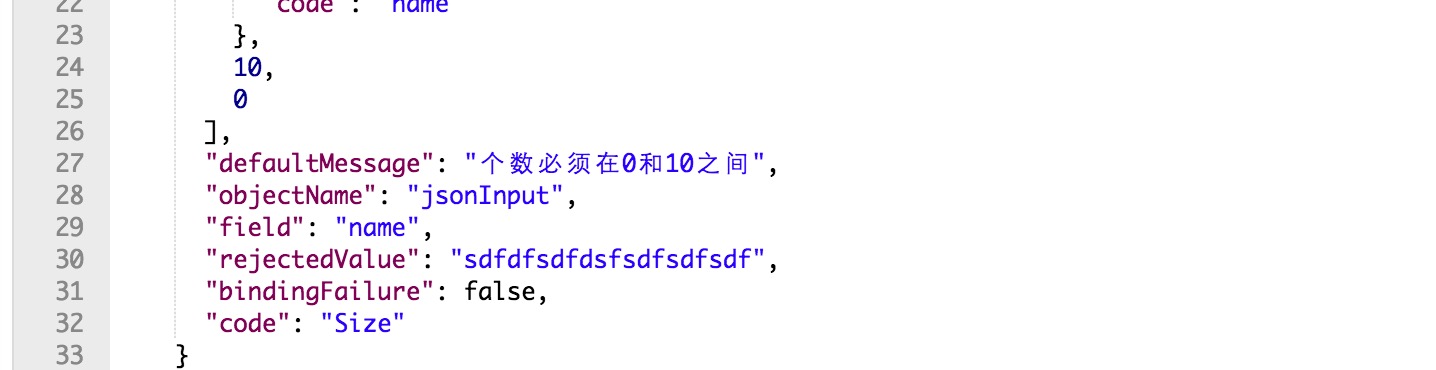 22 "code": "name"
23 },
24 10,
25 0
26 ],
27 "defaultMessage": "个数必须在0和10之间",
28 "objectName": "jsonInput",
29 "field": "name",
30 "rejectedValue": "sdfdfsdfdsfsdfsdfsdf",
31 "bindingFailure": false,
32 "code": "Size"
33 }